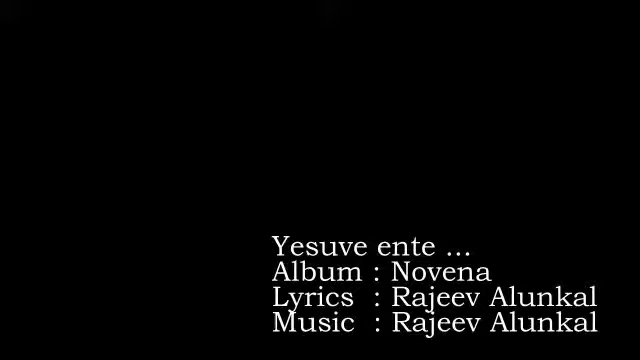 Yesuve ente ...
Album : Novena
Lyrics : Rajeev Alunkal
Music : Rajeev Alunkal